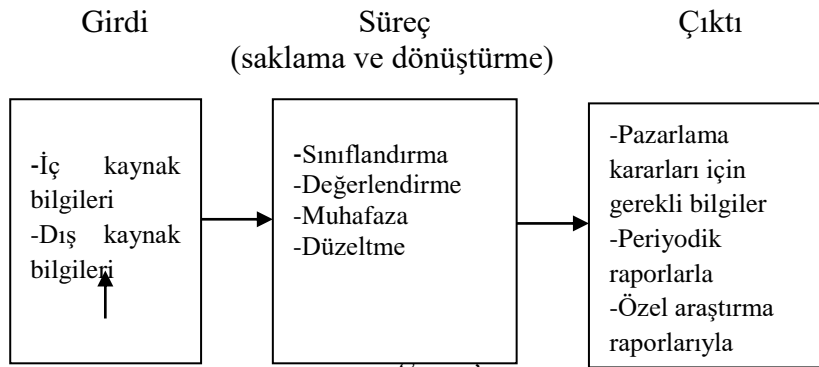 Girdi
Süreç
(saklama ve dönüştürme)
Çıktı
-İç kaynak
bilgileri
-Dış kaynak
bilgileri
-Sınıflandırma
-Değerlendirme
-Muhafaza
-Düzeltme
-Pazarlama
kararları için
gerekli bilgiler
-Periyodik
raporlarla
-Özel araştırma
raporlarıyla